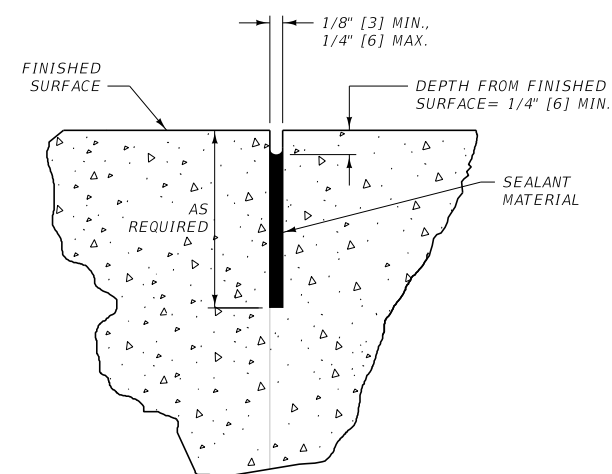 1/8" [3] MIN.,
1/4" [6] MAX.
FINISHED
SURFACE
DEPTH FROM FINISHED
SURFACE= 1/4" [6] MIN.
AS
REQUIRED
SEALANT
MATERIAL